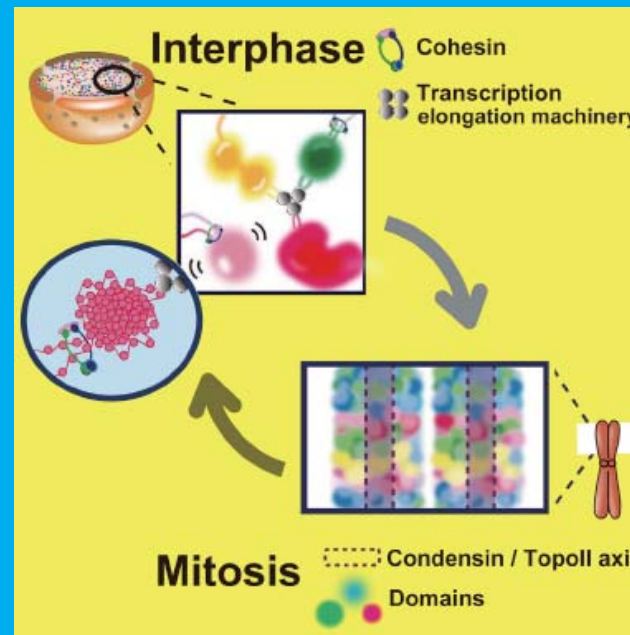 Interphase
Cohesin
Transcription
elongation machinery
Mitosis
Condensin / TopoII axi
Domains